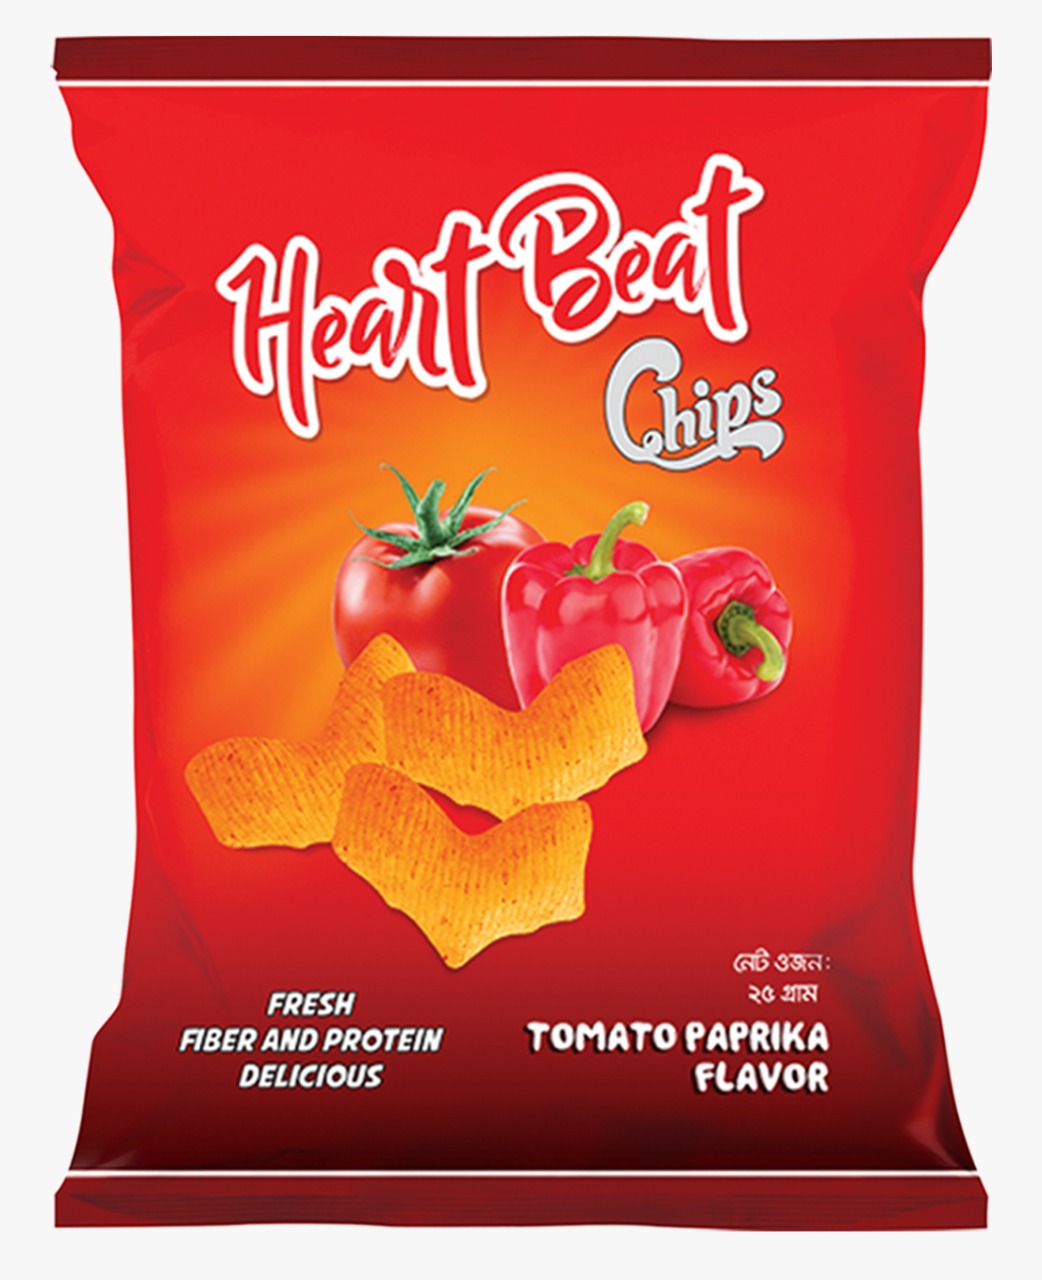 Heart Beat
Chips
নেট ওজন:
২৫ গ্রাম
FRESH
FIBER AND PROTEIN
DELICIOUS
TOMATO PAPRIKA
FLAVOR